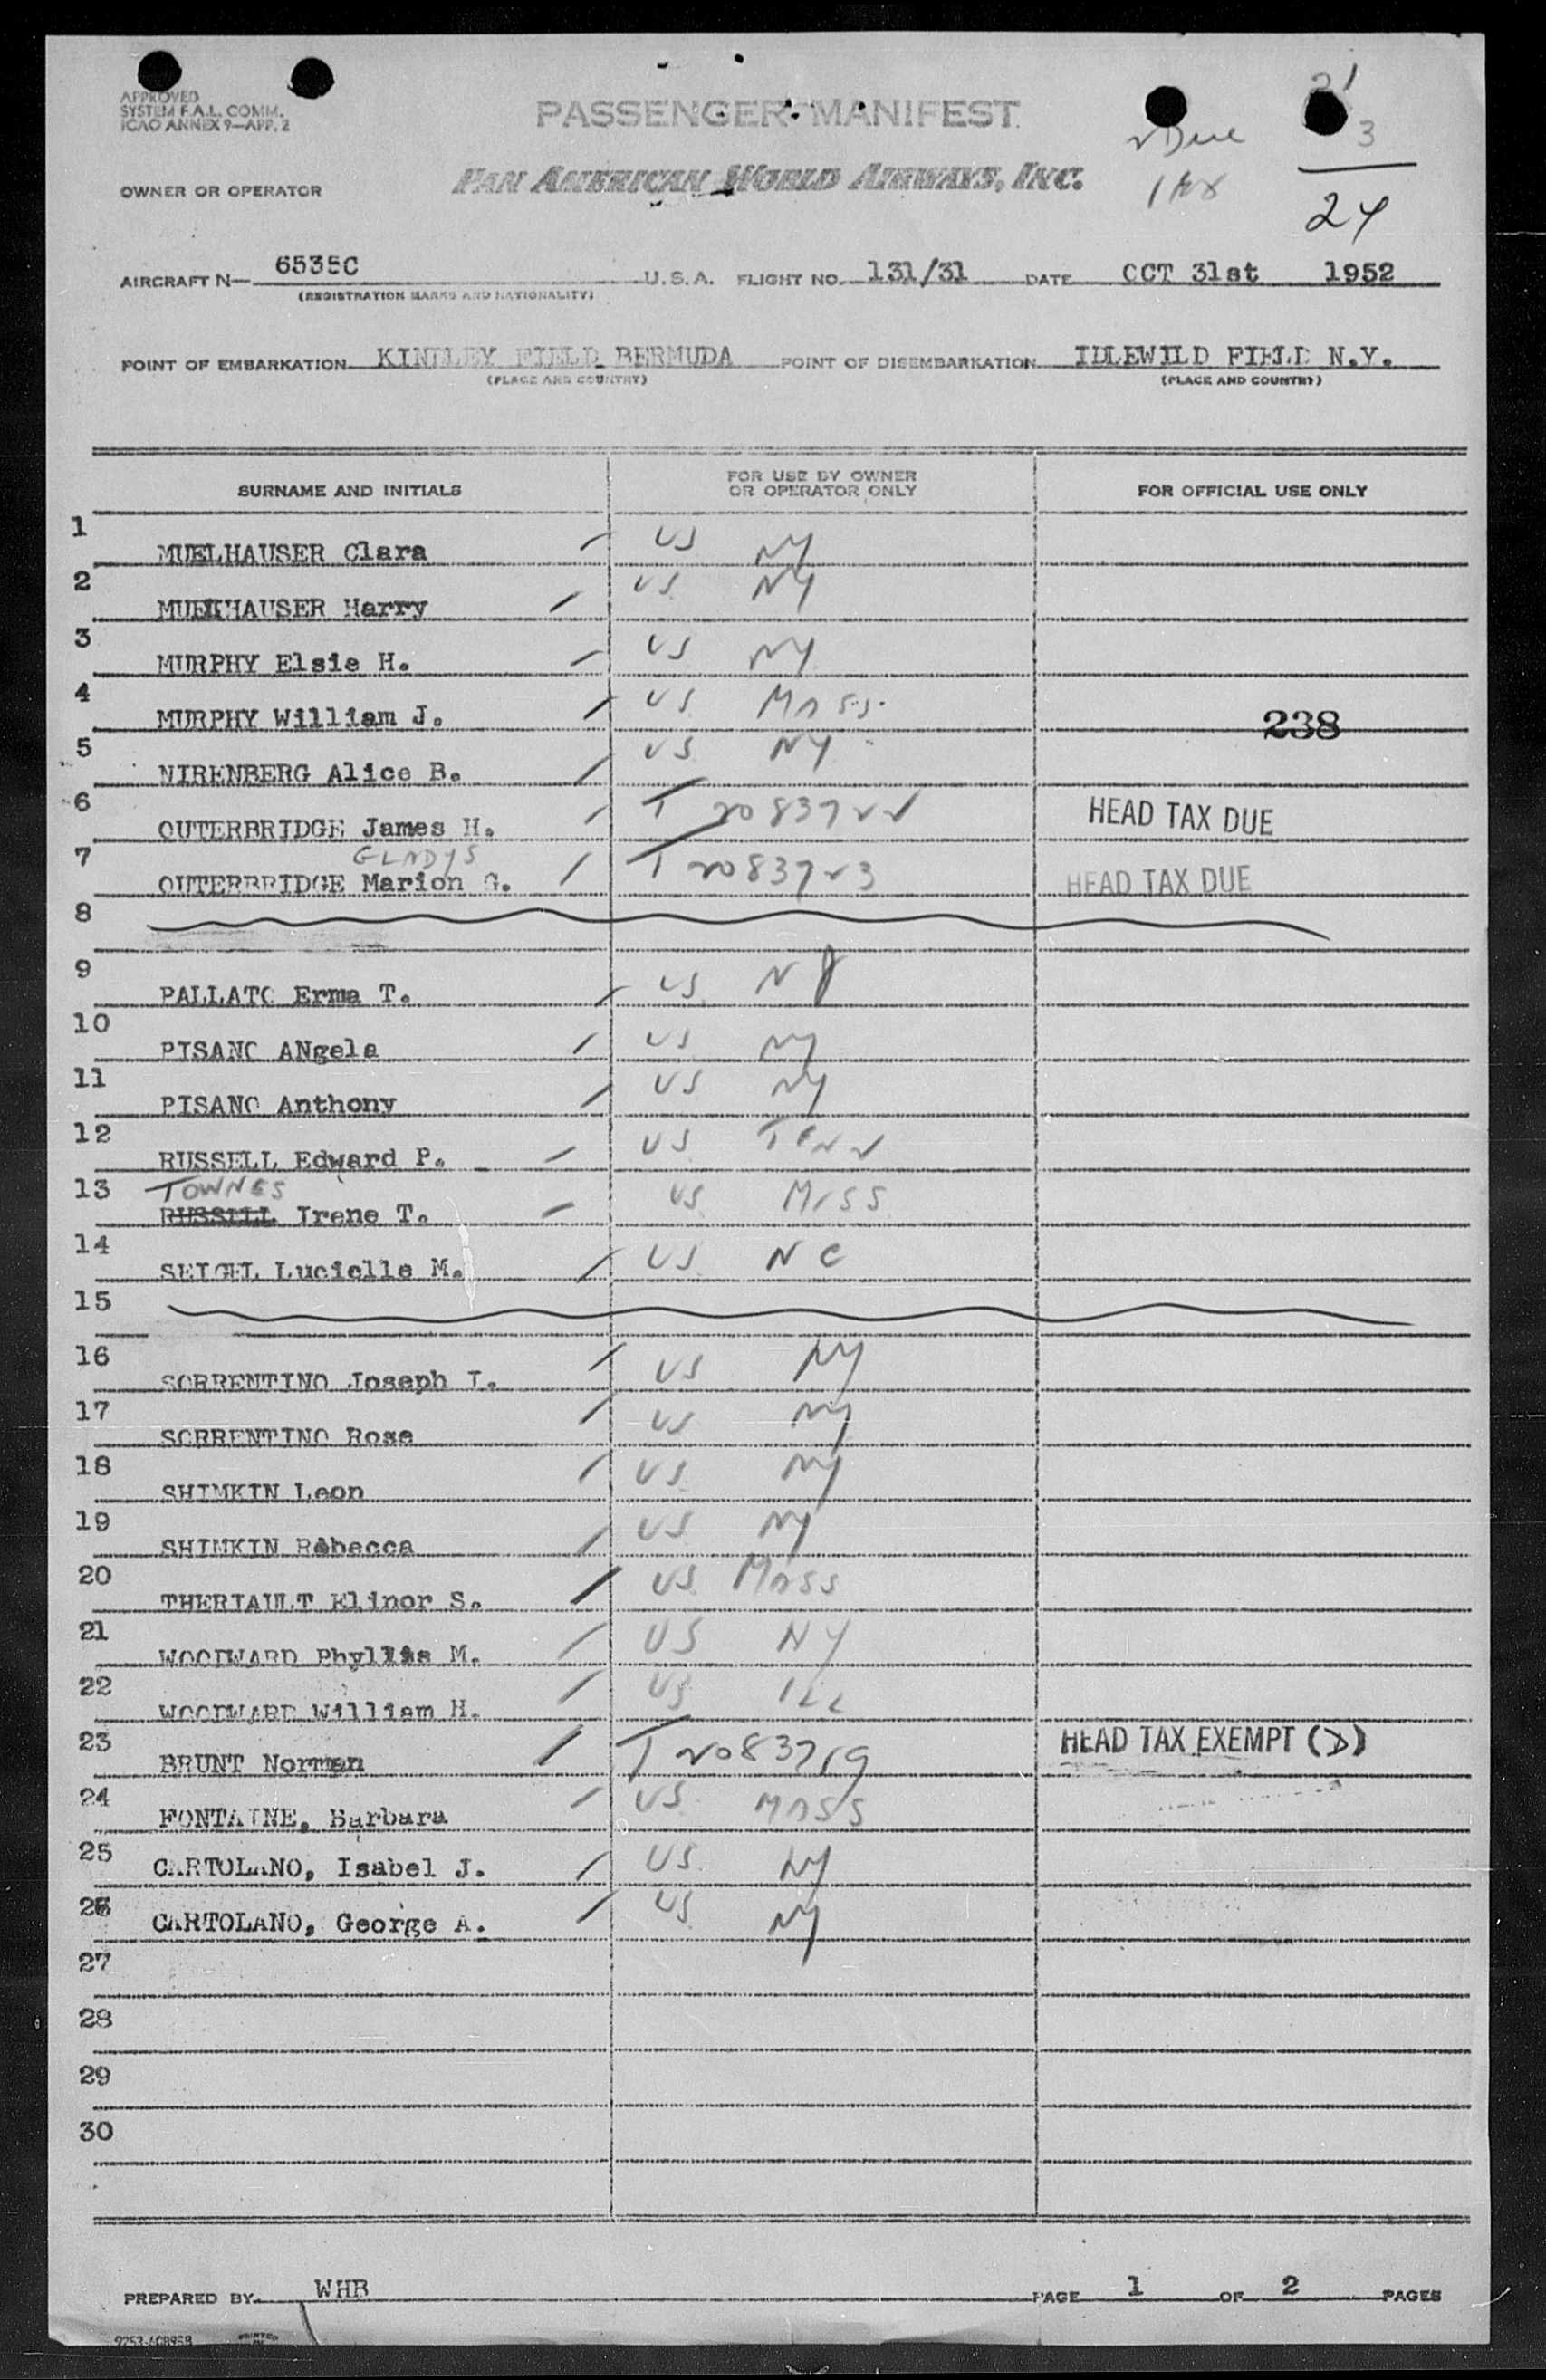 APPROVED
SYSTEM F.A.L. COMM.
ICAO ANNEX 9—APP. 2
PASSENGER MANIFEST
21
3
24
2 Due
1 ex
OWNER OR OPERATOR PAN AMERICAN WORLD AIRWAYS, INC.
AIRCRAFT N— 6535C U.S.A. FLIGHT NO. 131/31 DATE OCT 31st 1952
(REGISTRATION MARKS AND NATIONALITY)
POINT OF EMBARKATION KINDLEY FIELD BERMUDA POINT OF DISEMBARKATION IDLEWILD FIELD N.Y.
(PLACE AND COUNTRY) (PLACE AND COUNTRY)
SURNAME AND INITIALS FOR USE BY OWNER OR OPERATOR ONLY FOR OFFICIAL USE ONLY
1 MUELHAUSER Clara US NY
2 MUELHAUSER Harry US NY
3 MURPHY Elsie H. US NY
4 MURPHY William J. US MASS. 238
5 NIRENBERG Alice B. US NY
6 OUTERBRIDGE James H. T 2083722 HEAD TAX DUE
GLADYS
7 OUTERBRIDGE Marion G. T 2083723 HEAD TAX DUE
8
9 PALLATO Erma T. US NJ
10 PISANO ANgela US NY
11 PISANO Anthony US NY
12 RUSSELL Edward P. US TENN
TOWNES
13 RUSSELL Irene T. US MISS
14 SEIGEL Lucielle M. US NC
15
16 SORRENTINO Joseph I. US NY
17 SORRENTINO Rose US NY
18 SHIMKIN Leon US NY
19 SHIMKIN Rebecca US NY
20 THERIAULT Elinor S. US MASS
21 WOODWARD Phyllis M. US NY
22 WOODWARD William H. US ILL
23 BRUNT Norman T 2083719 HEAD TAX EXEMPT
24 FONTAINE, Barbara US MASS
25 CARTOLANO, Isabel J. US NY
26 CARTOLANO, George A. US NY
27
28
29
30
PREPARED BY WHB PAGE 1 OF 2 PAGES